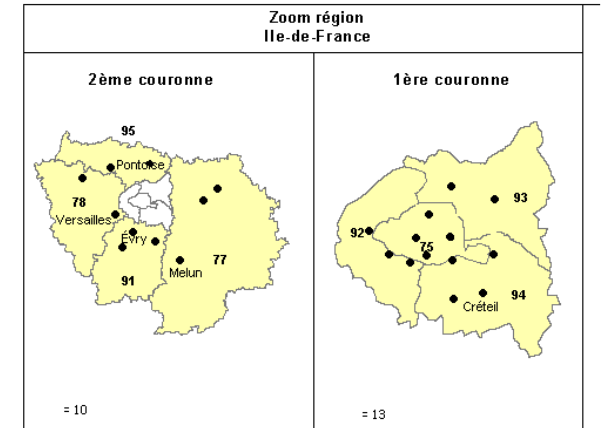 Zoom région
Ile-de-France
2ème couronne
1ère couronne
95
Pontoise
78
Versailles
Évry
91
Melun
77
= 10
93
92
75
94
Créteil
= 13